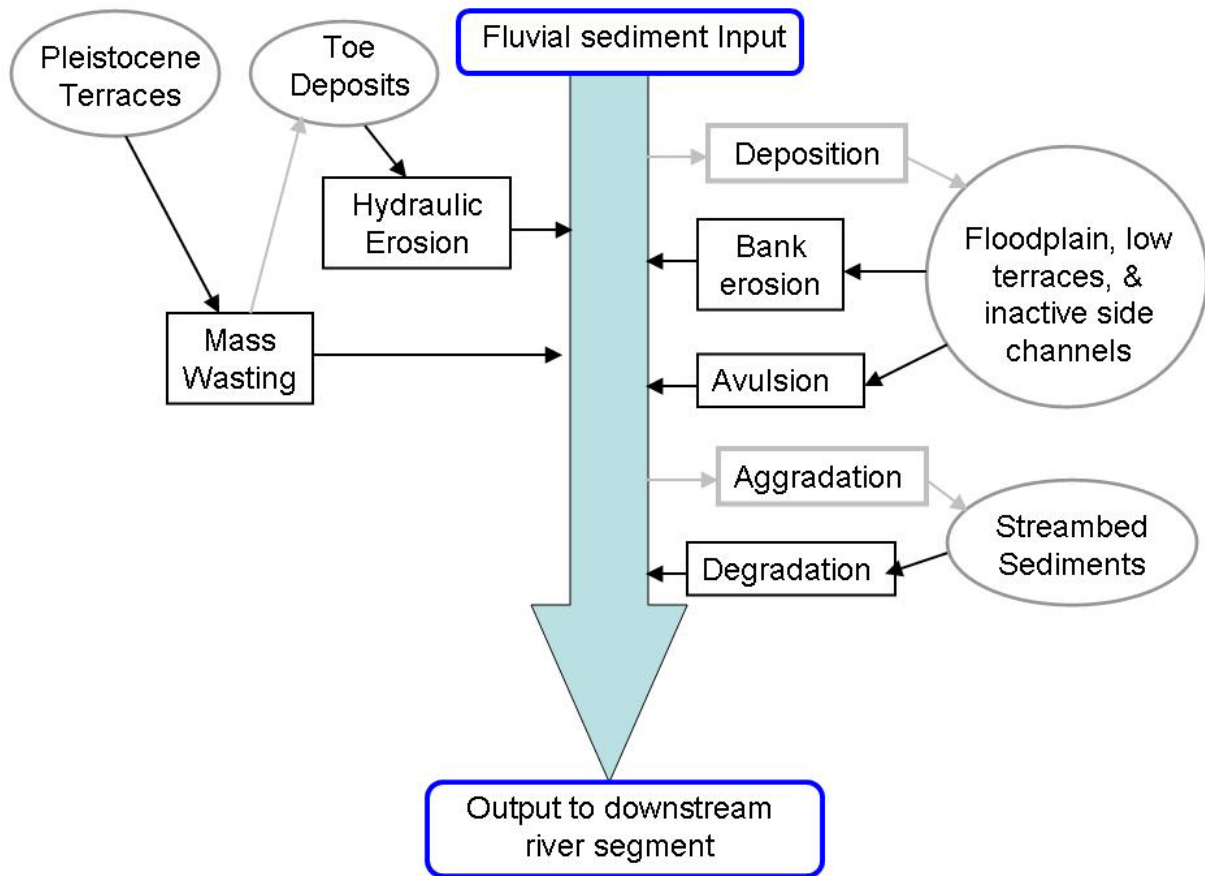 Fluvial sediment Input
Pleistocene
Terraces
Toe
Deposits
Hydraulic
Erosion
Mass
Wasting
Deposition
Bank
erosion
Floodplain, low
terraces, &
inactive side
channels
Avulsion
Aggradation
Streambed
Sediments
Degradation
Output to downstream
river segment